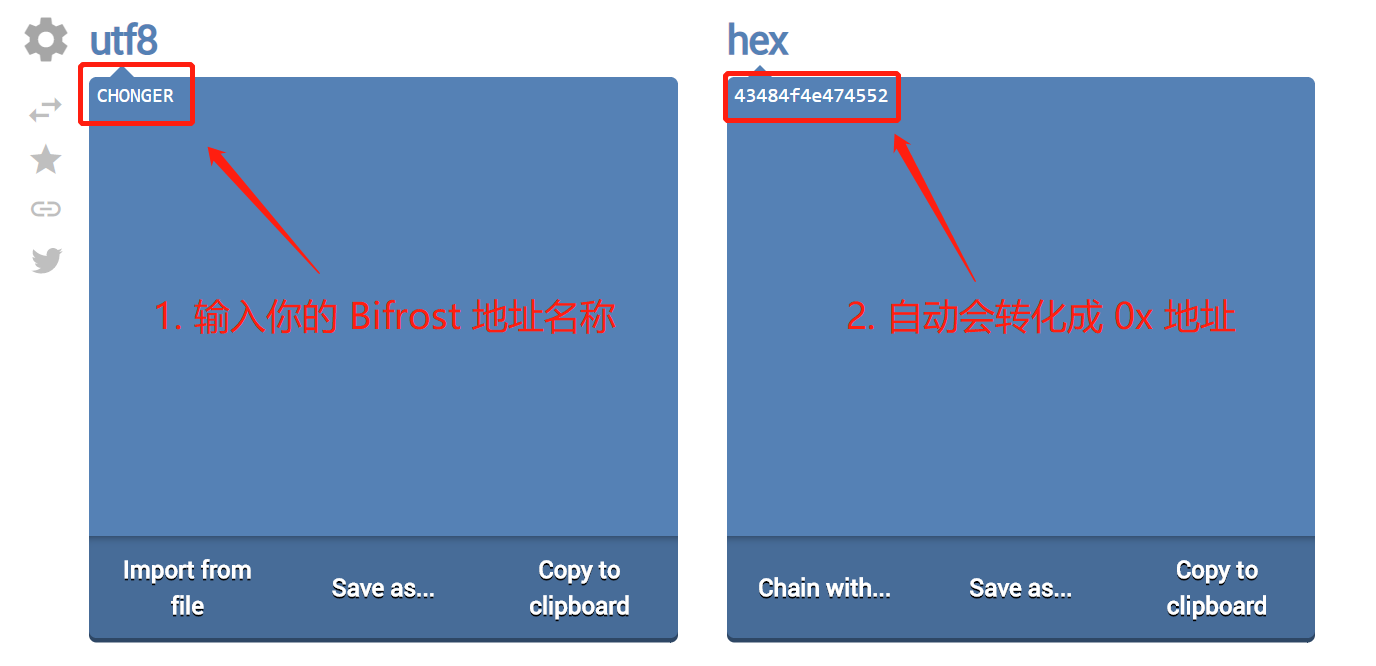 utf8
hex
CHONGER
43484f4e474552
1. 输入你的 Bifrost 地址名称
2. 自动会转化成 0x 地址
Import from
file
Save as...
Copy to
clipboard
Chain with...
Save as...
Copy to
clipboard